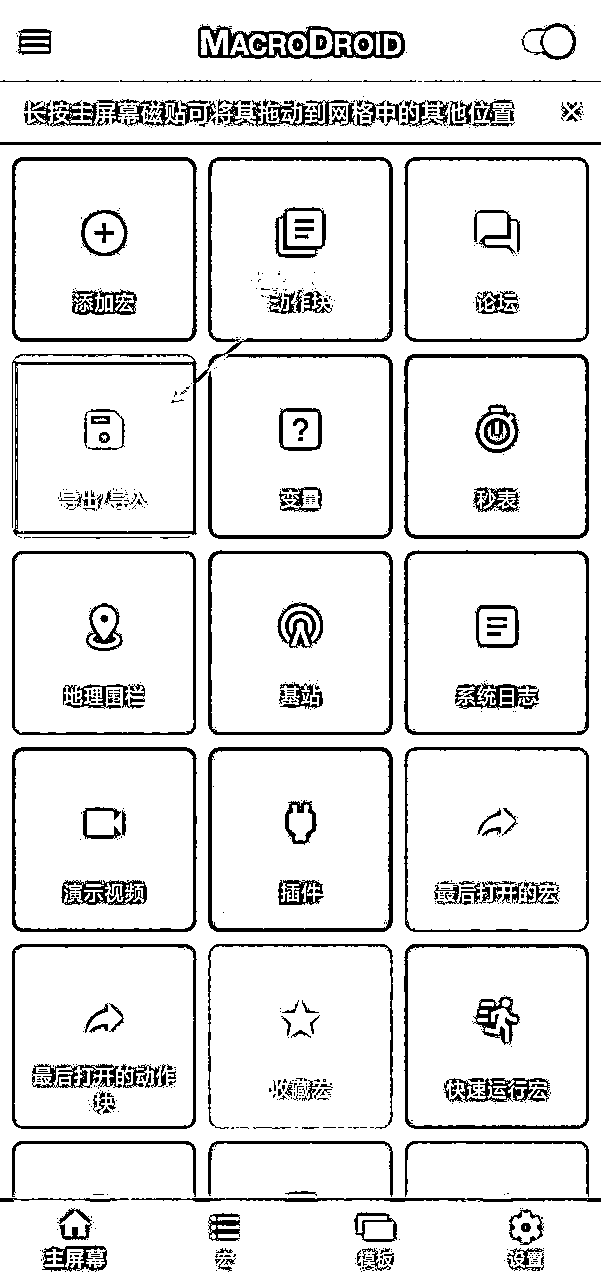 MACRODROID
长按主屏幕磁贴可将其拖动到网格中的其他位置
添加宏
动作块
论坛
导出/导入
变量
秒表
地理围栏
基站
系统日志
演示视频
插件
最后打开的宏
最后打开的动作
块
收藏宏
快速运行宏
主屏幕
宏
模板
设置